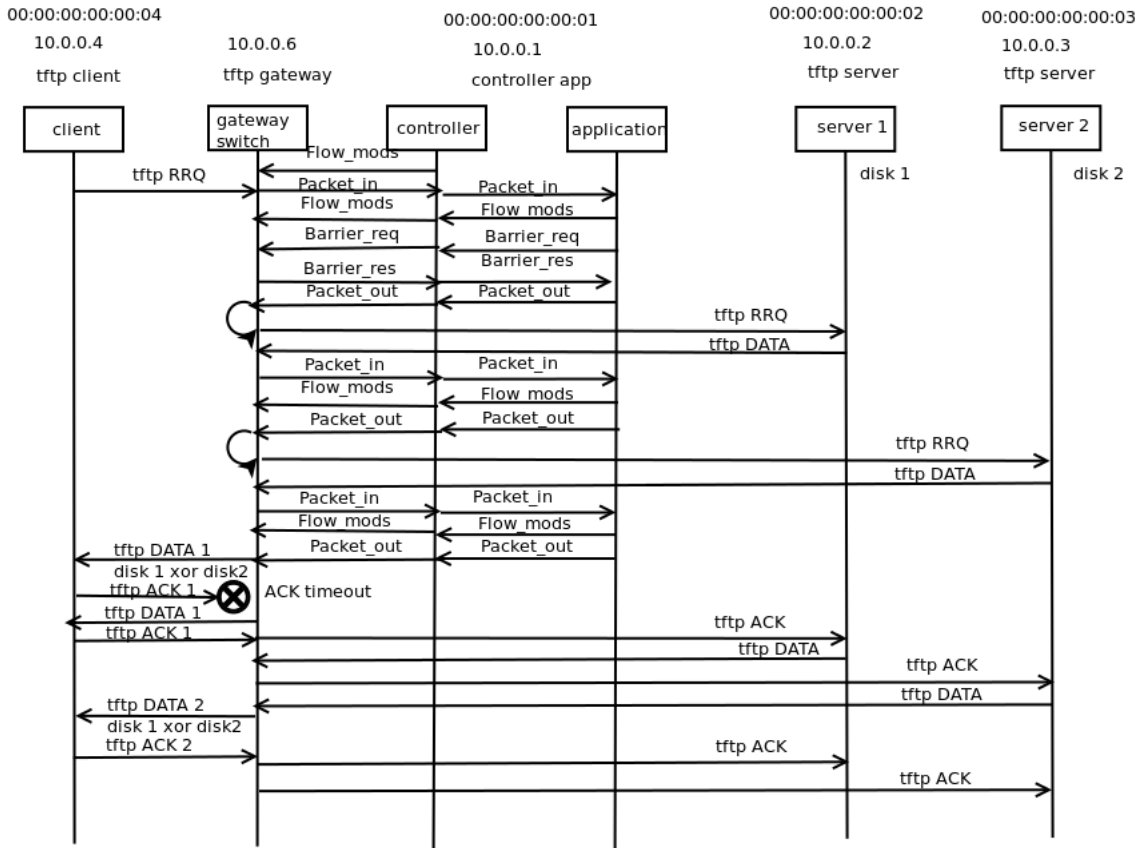 00:00:00:00:00:04
00:00:00:00:00:01
00:00:00:00:00:02
00:00:00:00:00:03
10.0.0.4
10.0.0.6
10.0.0.1
10.0.0.2
10.0.0.3
tftp client
tftp gateway
controller app
tftp server
tftp server
client
gateway
switch
controller
application
server 1
server 2
Flow_mods
disk 1
disk 2
tftp RRQ
Packet_in
Packet_in
Flow_mods
Flow_mods
Barrier_req
Barrier_req
Barrier_res
Barrier_res
Packet_out
Packet_out
tftp RRQ
tftp DATA
Packet_in
Packet_in
Flow_mods
Flow_mods
Packet_out
Packet_out
tftp RRQ
tftp DATA
Packet_in
Packet_in
Flow_mods
Flow_mods
tftp DATA 1
Packet_out
Packet_out
disk 1 xor disk2
tftp ACK 1
ACK timeout
tftp DATA 1
tftp ACK 1
tftp ACK
tftp DATA
tftp ACK
tftp DATA
tftp DATA 2
disk 1 xor disk2
tftp ACK 2
tftp ACK
tftp ACK